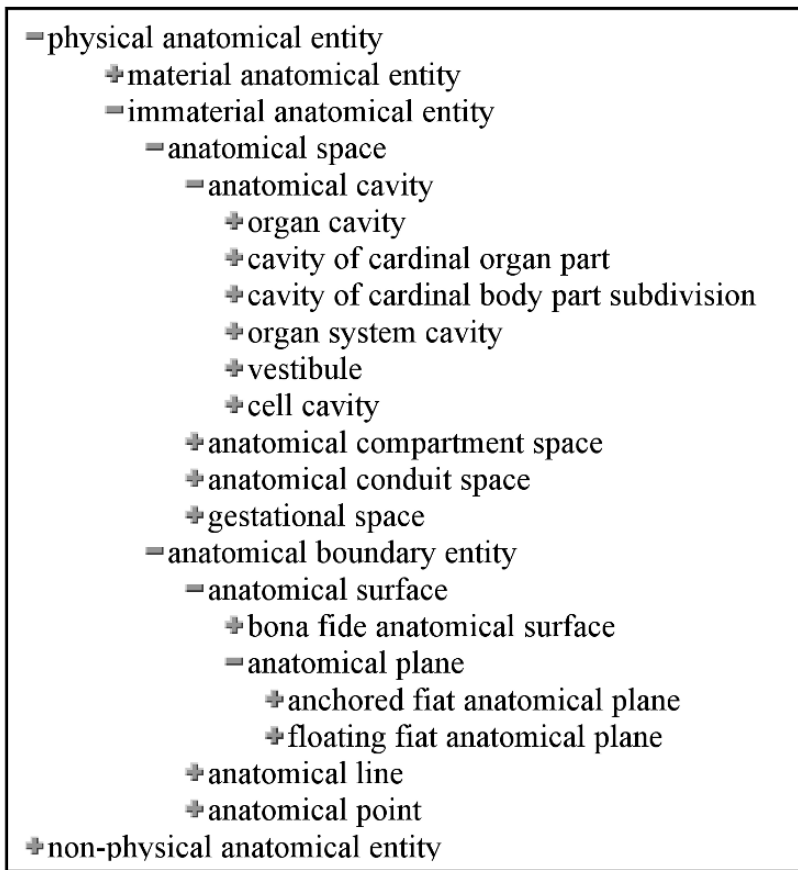 physical anatomical entity
material anatomical entity
immaterial anatomical entity
anatomical space
anatomical cavity
organ cavity
cavity of cardinal organ part
cavity of cardinal body part subdivision
organ system cavity
vestibule
cell cavity
anatomical compartment space
anatomical conduit space
gestational space
anatomical boundary entity
anatomical surface
bona fide anatomical surface
anatomical plane
anchored fiat anatomical plane
floating fiat anatomical plane
anatomical line
anatomical point
non-physical anatomical entity